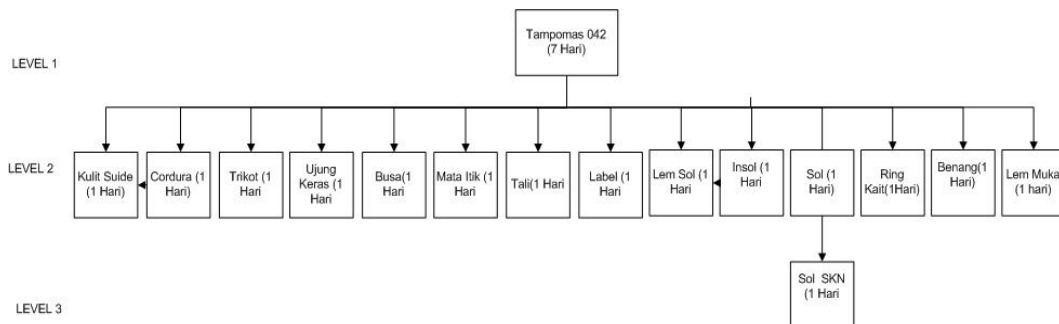 Tampomas 042
(7 Hari)
LEVEL 1
LEVEL 2
Kulit Suide
(1 Hari)
Cordura (1
Hari)
Trikot (1
Hari
Ujung
Keras (1
Hari
Busa(1
Hari
Mata Itik (1
Hari
Tali(1 Hari
Label (1
Hari
Lem Sol (1
Hari
Insol (1
Hari
Sol (1
Hari)
Ring
Kait(1Hari)
Benang(1
Hari)
Lem Muka
(1 hari)
Sol SKN
(1 Hari
LEVEL 3